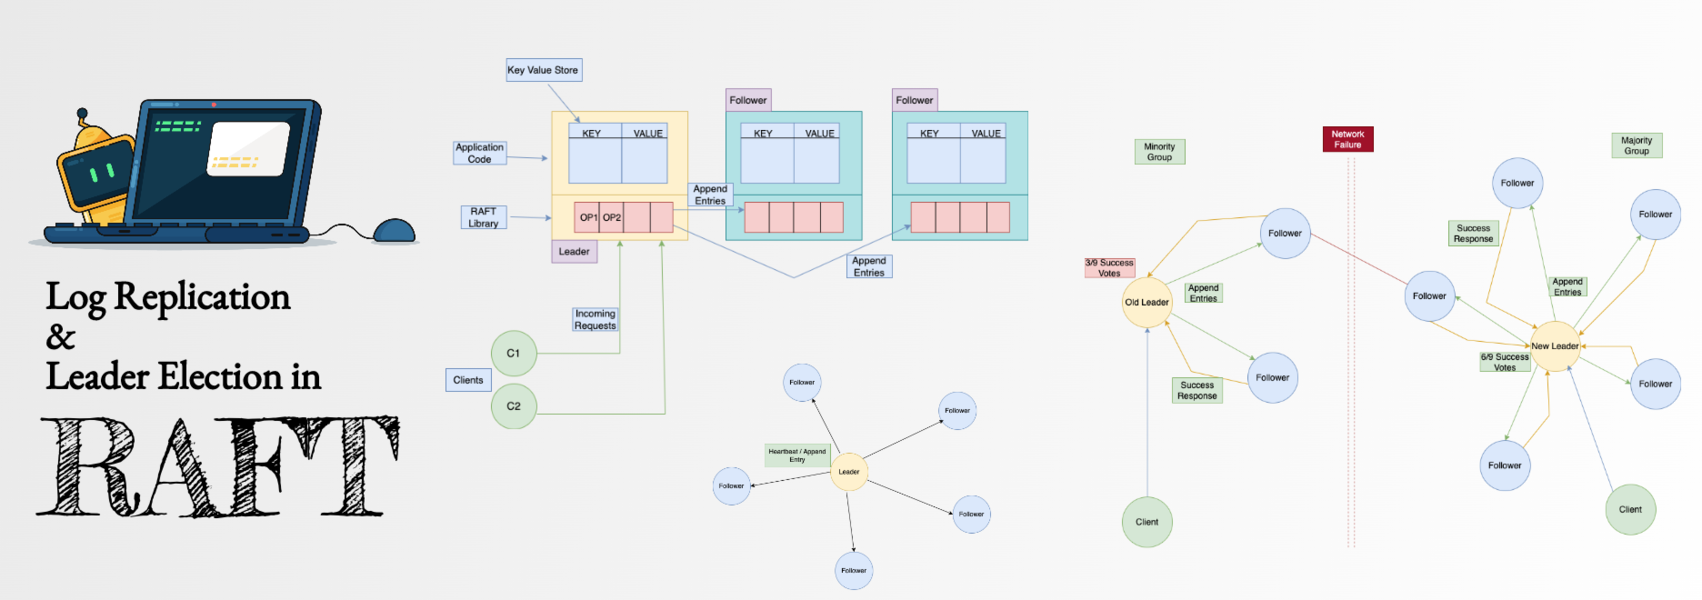 Log Replication
&
Leader Election in
RAFT
Key Value Store
Application
Code
RAFT
Library
KEY VALUE
OP1 OP2
Leader
Append
Entries
Follower
KEY VALUE
Follower
KEY VALUE
Append
Entries
Incoming
Requests
Clients
C1
C2
Follower
Follower
Heartbeat / Append
Entry
Leader
Follower
Follower
Follower
Minority
Group
Network
Failure
Majority
Group
Follower
3/9 Success
Votes
Old Leader
Append
Entries
Success
Response
Follower
Client
Follower
Follower
Success
Response
Append
Entries
Follower
New Leader
6/9 Success
Votes
Follower
Follower
Client